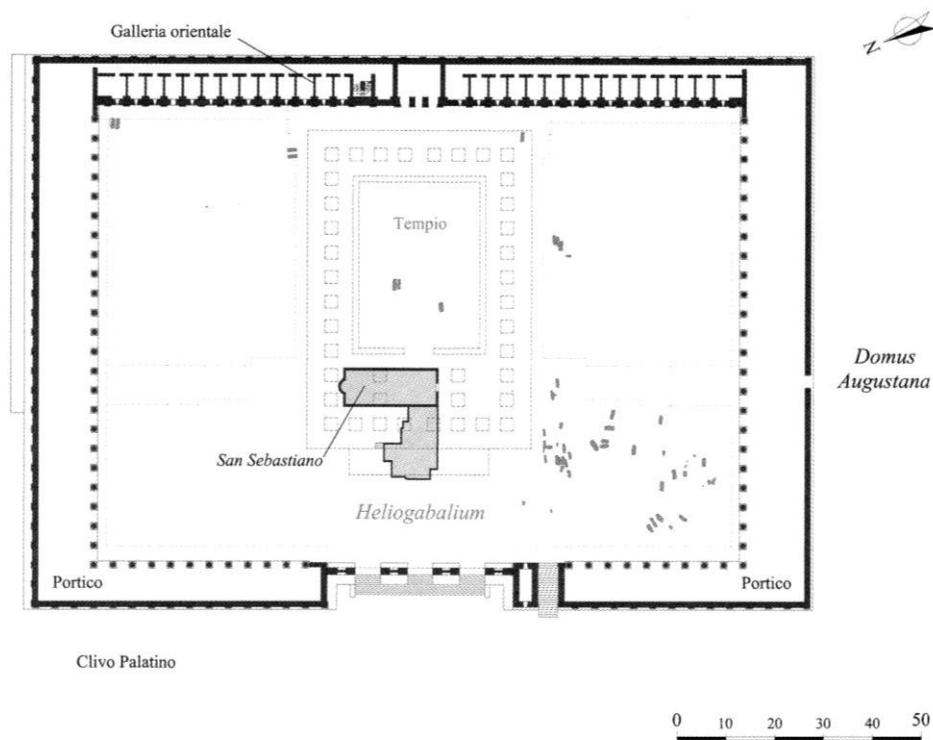 Galleria orientale
N
Tempio
Domus
Augustana
San Sebastiano
Heliogabalium
Portico
Portico
Clivo Palatino
0 10 20 30 40 50